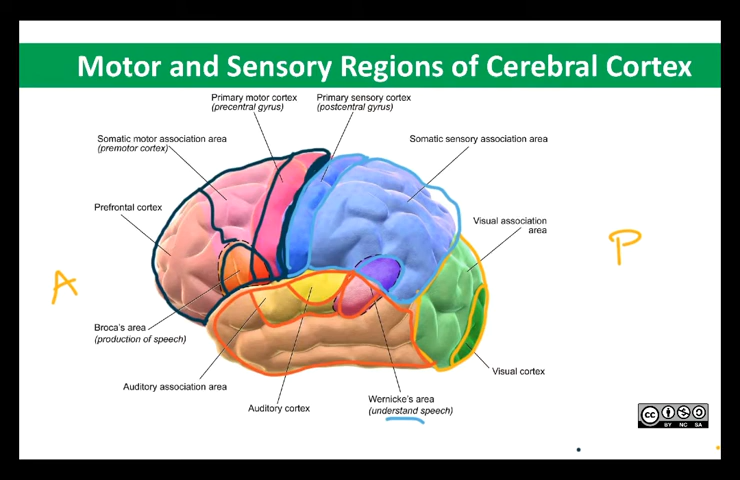 Motor and Sensory Regions of Cerebral Cortex
Primary motor cortex
(precentral gyrus)
Primary sensory cortex
(postcentral gyrus)
Somatic motor association area
(premotor cortex)
Somatic sensory association area
Prefrontal cortex
Visual association
area
A
P
Broca's area
(production of speech)
Visual cortex
Auditory association area
Wernicke's area
(understand speech)
Auditory cortex
cc
BY NC SA